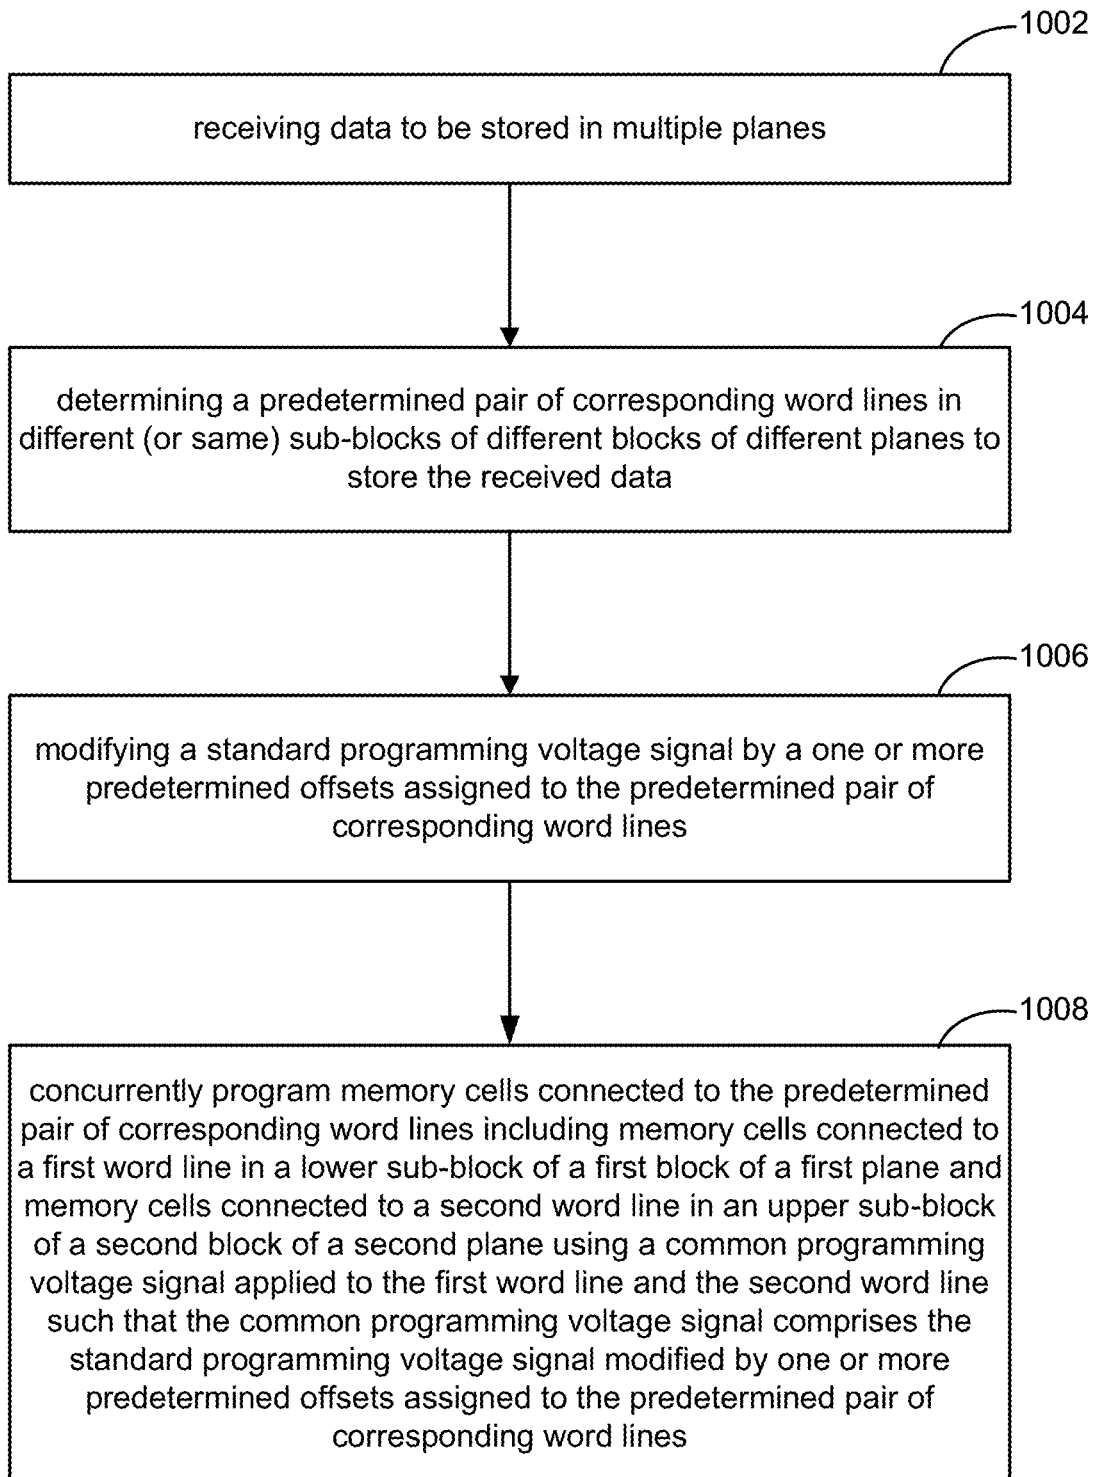 1002
receiving data to be stored in multiple planes
1004
determining a predetermined pair of corresponding word lines in
different (or same) sub-blocks of different blocks of different planes to
store the received data
1006
modifying a standard programming voltage signal by a one or more
predetermined offsets assigned to the predetermined pair of
corresponding word lines
1008
concurrently program memory cells connected to the predetermined
pair of corresponding word lines including memory cells connected to
a first word line in a lower sub-block of a first block of a first plane and
memory cells connected to a second word line in an upper sub-block
of a second block of a second plane using a common programming
voltage signal applied to the first word line and the second word line
such that the common programming voltage signal comprises the
standard programming voltage signal modified by one or more
predetermined offsets assigned to the predetermined pair of
corresponding word lines